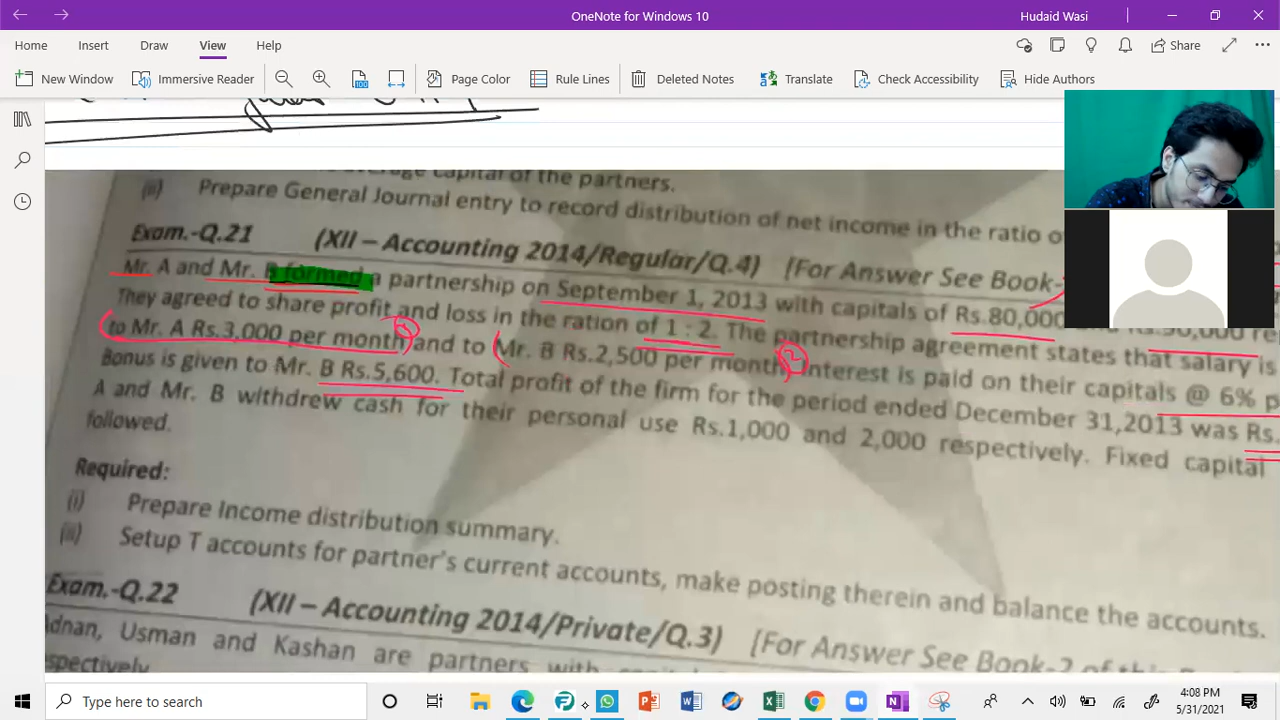 OneNote for Windows 10
Hudaid Wasi
Home Insert Draw View Help
Share
New Window Immersive Reader Page Color Rule Lines Deleted Notes Translate Check Accessibility Hide Authors
average capital of the partners.
(ii) Prepare General Journal entry to record distribution of net income in the ratio of
Exam.-Q.21 (XII – Accounting 2014/Regular/Q.4) (For Answer See Book-
Mr. A and Mr. B formed a partnership on September 1, 2013 with capitals of Rs.80,000
They agreed to share profit and loss in the ration of 1 : 2. The partnership agreement states that salary is
to Mr. A Rs.3,000 per month and to Mr. B Rs.2,500 per month, Interest is paid on their capitals @ 6% p
Bonus is given to Mr. B Rs.5,600. Total profit of the firm for the period ended December 31,2013 was Rs.
A and Mr. B withdrew cash for their personal use Rs.1,000 and 2,000 respectively. Fixed capital
followed.
Required:
(i) Prepare Income distribution summary.
(ii) Setup T accounts for partner's current accounts, make posting therein and balance the accounts.
Exam.-Q.22 (XII – Accounting 2014/Private/Q.3) [For Answer See Book-2 of this
Adnan, Usman and Kashan are partners with
spectively
Type here to search
4:08 PM
5/31/2021